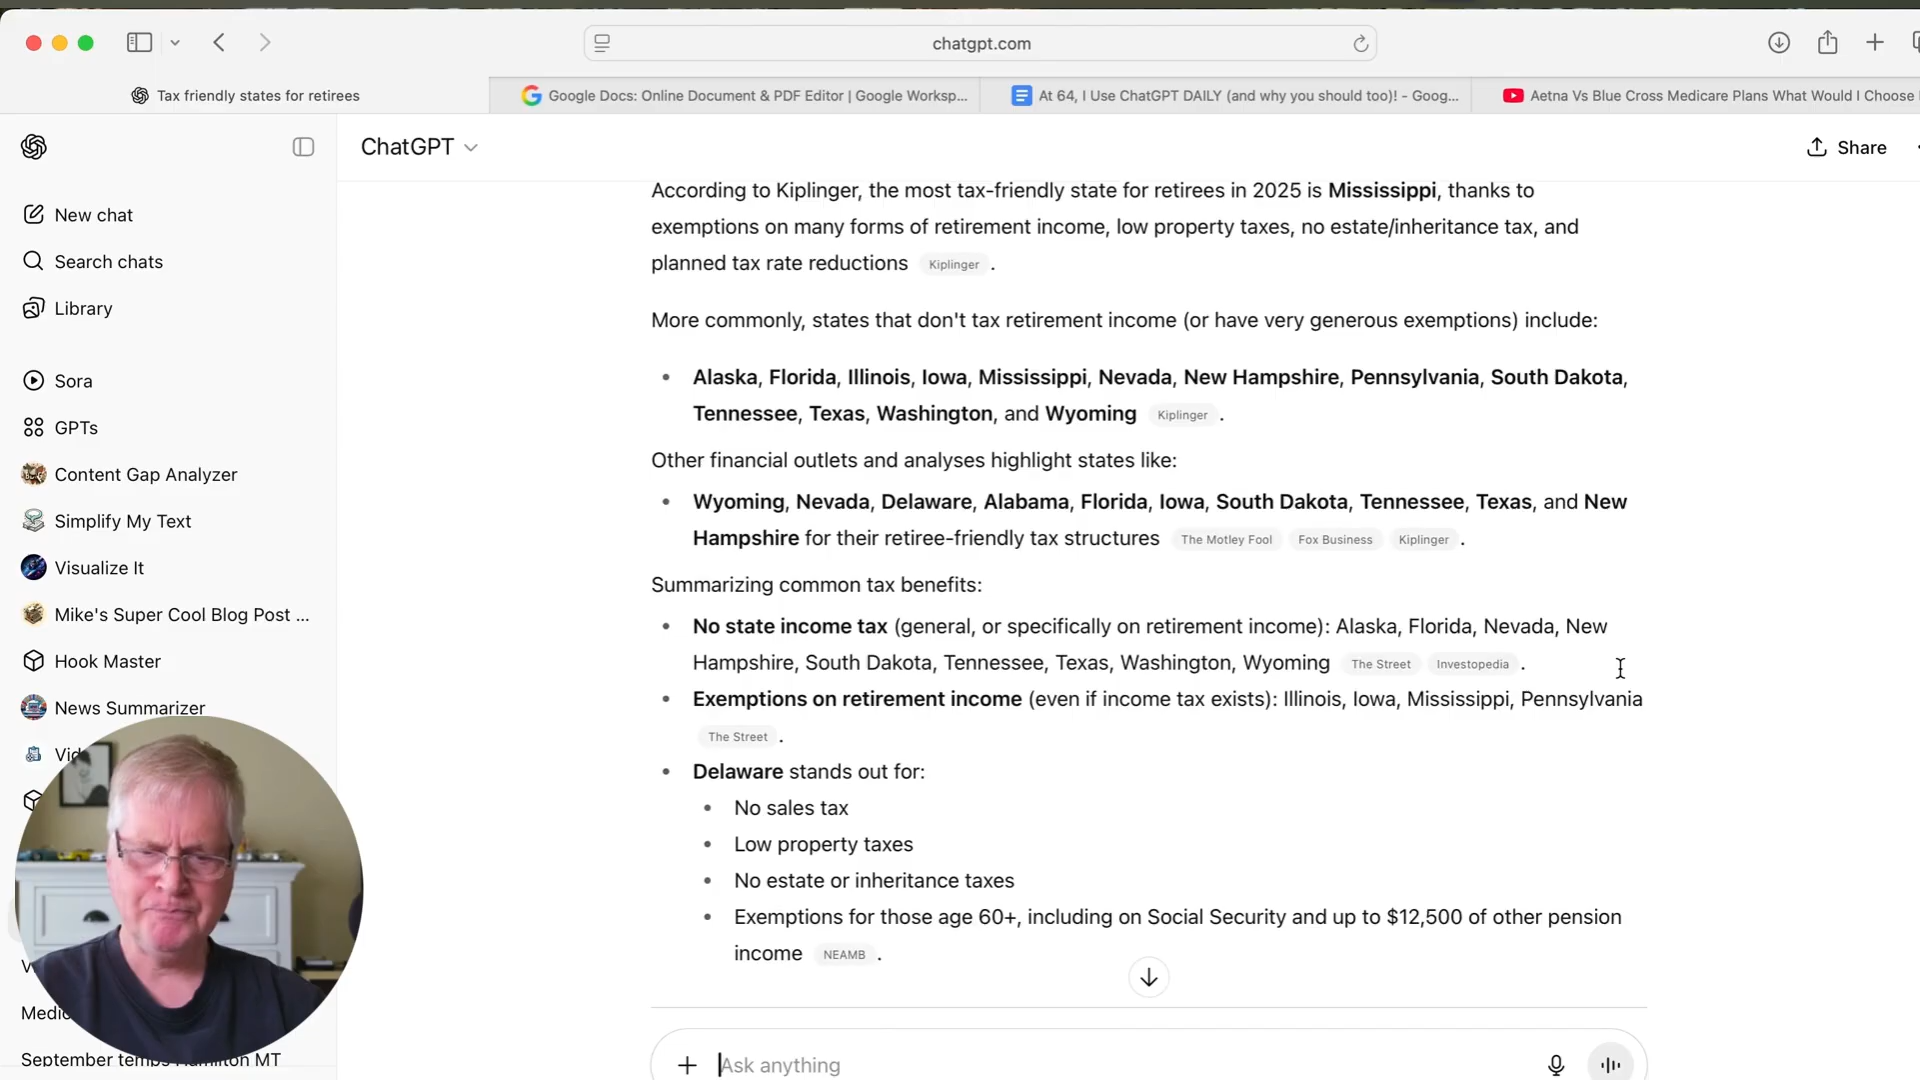 chatgpt.com
Tax friendly states for retirees
Google Docs: Online Document & PDF Editor | Google Worksp...
At 64, I Use ChatGPT DAILY (and why you should too)! - Goog...
Aetna Vs Blue Cross Medicare Plans What Would I Choose
ChatGPT
Share
New chat
Search chats
Library
Sora
GPTs
Content Gap Analyzer
Simplify My Text
Visualize It
Mike's Super Cool Blog Post ...
Hook Master
News Summarizer
September temps Hamilton MT
According to Kiplinger, the most tax-friendly state for retirees in 2025 is Mississippi, thanks to
exemptions on many forms of retirement income, low property taxes, no estate/inheritance tax, and
planned tax rate reductions Kiplinger .
More commonly, states that don't tax retirement income (or have very generous exemptions) include:
• Alaska, Florida, Illinois, Iowa, Mississippi, Nevada, New Hampshire, Pennsylvania, South Dakota,
Tennessee, Texas, Washington, and Wyoming Kiplinger .
Other financial outlets and analyses highlight states like:
• Wyoming, Nevada, Delaware, Alabama, Florida, Iowa, South Dakota, Tennessee, Texas, and New
Hampshire for their retiree-friendly tax structures The Motley Fool Fox Business Kiplinger .
Summarizing common tax benefits:
• No state income tax (general, or specifically on retirement income): Alaska, Florida, Nevada, New
Hampshire, South Dakota, Tennessee, Texas, Washington, Wyoming The Street Investopedia .
• Exemptions on retirement income (even if income tax exists): Illinois, Iowa, Mississippi, Pennsylvania
The Street .
• Delaware stands out for:
• No sales tax
• Low property taxes
• No estate or inheritance taxes
• Exemptions for those age 60+, including on Social Security and up to $12,500 of other pension
income NEAMB .
Ask anything